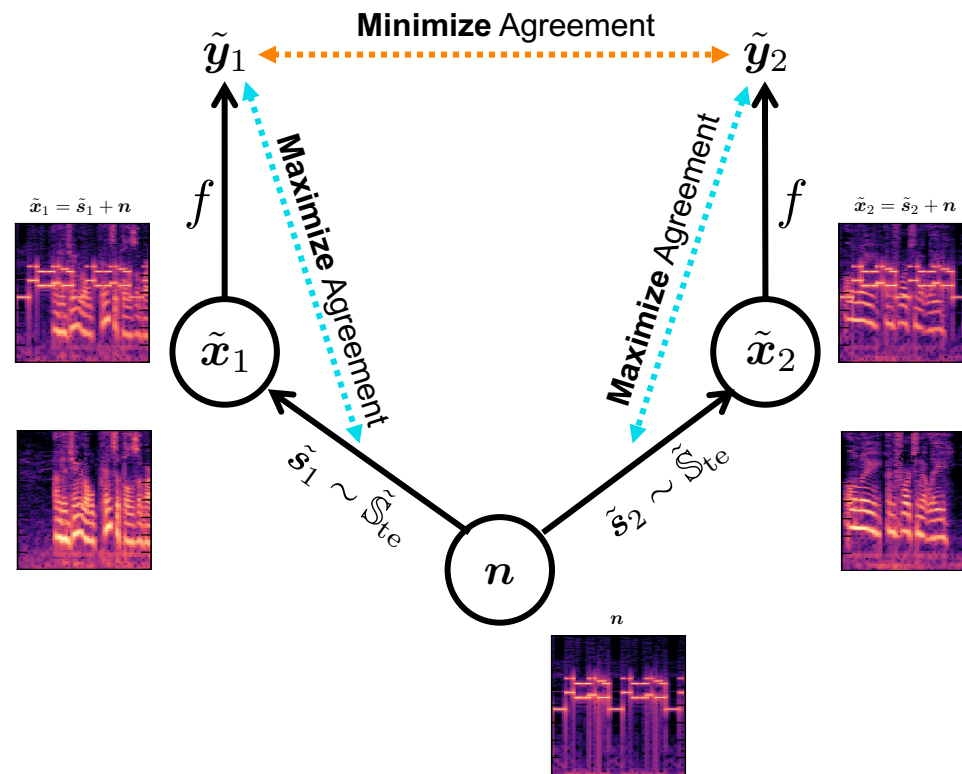 Minimize Agreement
ỹ₁
ỹ₂
Maximize Agreement
Maximize Agreement
f
f
x̃₁ = s̃₁ + n
x̃₂ = s̃₂ + n
x̃₁
x̃₂
s̃₁ ∼ 𝕊̃ₜₑ
s̃₂ ∼ 𝕊̃ₜₑ
n
n